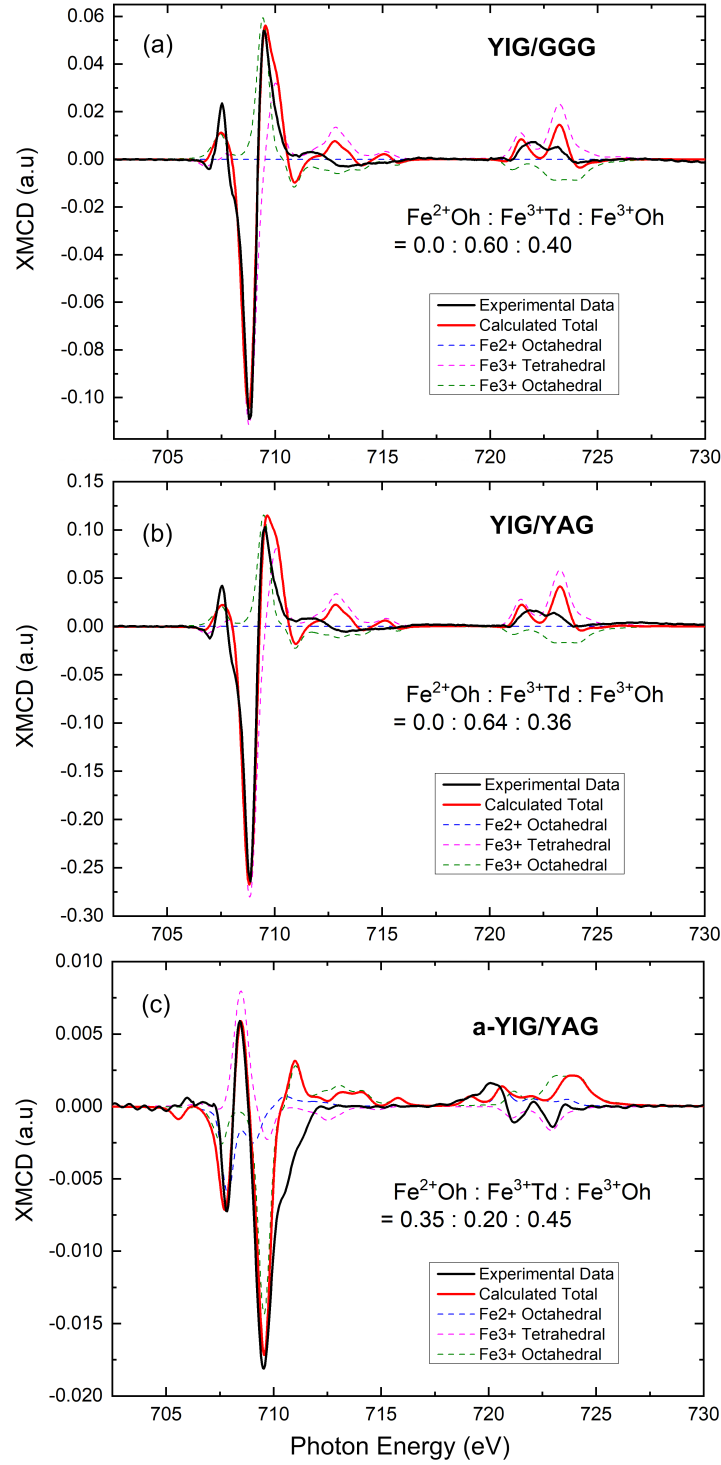 (a)
YIG/GGG
0.06
0.04
0.02
0.00
-0.02
-0.04
-0.06
-0.08
-0.10
XMCD (a.u)
Fe²⁺Oh : Fe³⁺Td : Fe³⁺Oh
= 0.0 : 0.60 : 0.40
Experimental Data
Calculated Total
Fe2+ Octahedral
Fe3+ Tetrahedral
Fe3+ Octahedral
705 710 715 720 725 730
(b)
YIG/YAG
0.15
0.10
0.05
0.00
-0.05
-0.10
-0.15
-0.20
-0.25
-0.30
XMCD (a.u)
Fe²⁺Oh : Fe³⁺Td : Fe³⁺Oh
= 0.0 : 0.64 : 0.36
Experimental Data
Calculated Total
Fe2+ Octahedral
Fe3+ Tetrahedral
Fe3+ Octahedral
705 710 715 720 725 730
(c)
a-YIG/YAG
0.010
0.005
0.000
-0.005
-0.010
-0.015
-0.020
XMCD (a.u)
Fe²⁺Oh : Fe³⁺Td : Fe³⁺Oh
= 0.35 : 0.20 : 0.45
Experimental Data
Calculated Total
Fe2+ Octahedral
Fe3+ Tetrahedral
Fe3+ Octahedral
705 710 715 720 725 730
Photon Energy (eV)